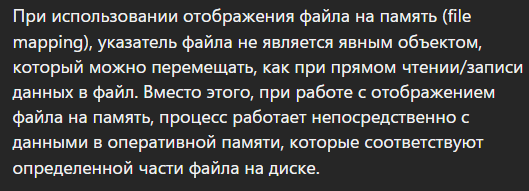 При использовании отображения файла на память (file
mapping), указатель файла не является явным объектом,
который можно перемещать, как при прямом чтении/записи
данных в файл. Вместо этого, при работе с отображением
файла на память, процесс работает непосредственно с
данными в оперативной памяти, которые соответствуют
определенной части файла на диске.